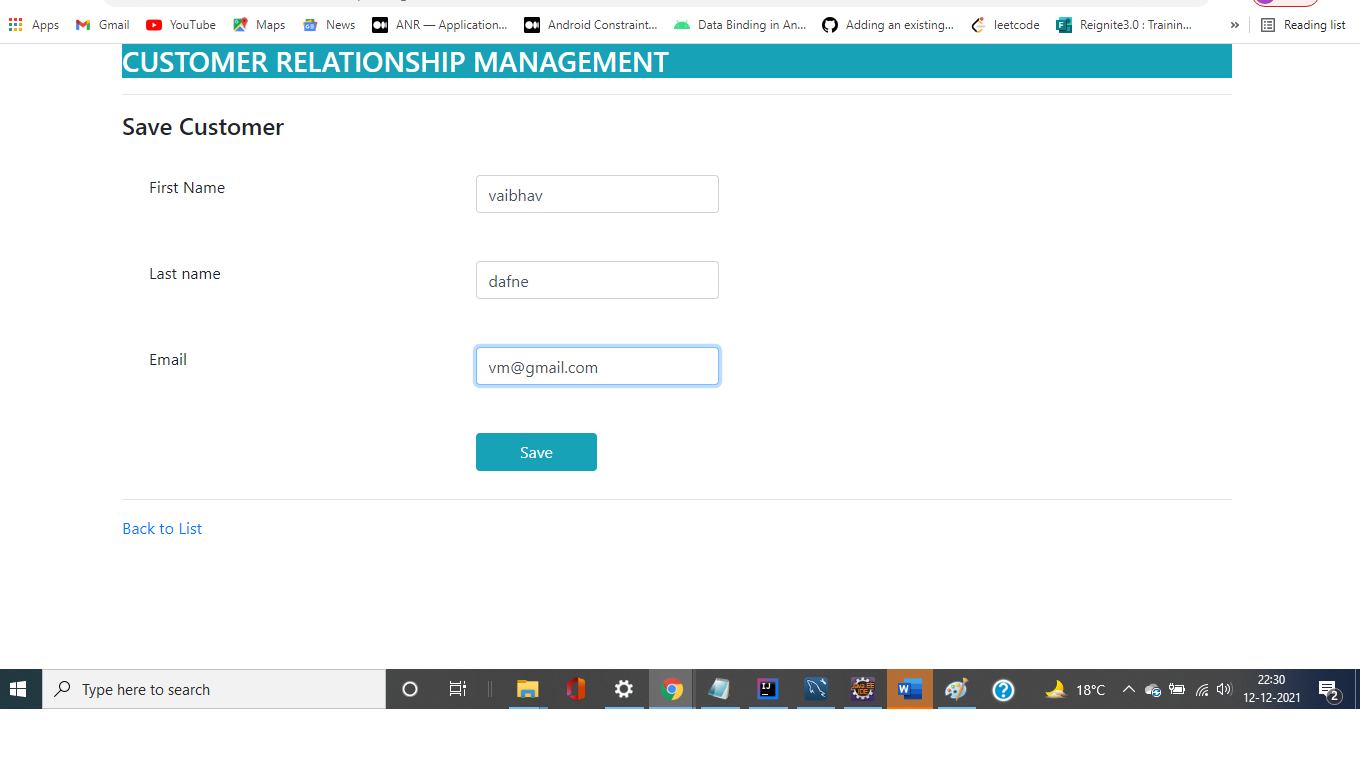 Apps Gmail YouTube Maps News ANR — Application... Android Constraint... Data Binding in An... Adding an existing... leetcode Reignite3.0 : Trainin... » Reading list
CUSTOMER RELATIONSHIP MANAGEMENT
Save Customer
First Name vaibhav
Last name dafne
Email vm@gmail.com
Save
Back to List
Type here to search 18°C 22:30
12-12-2021 2